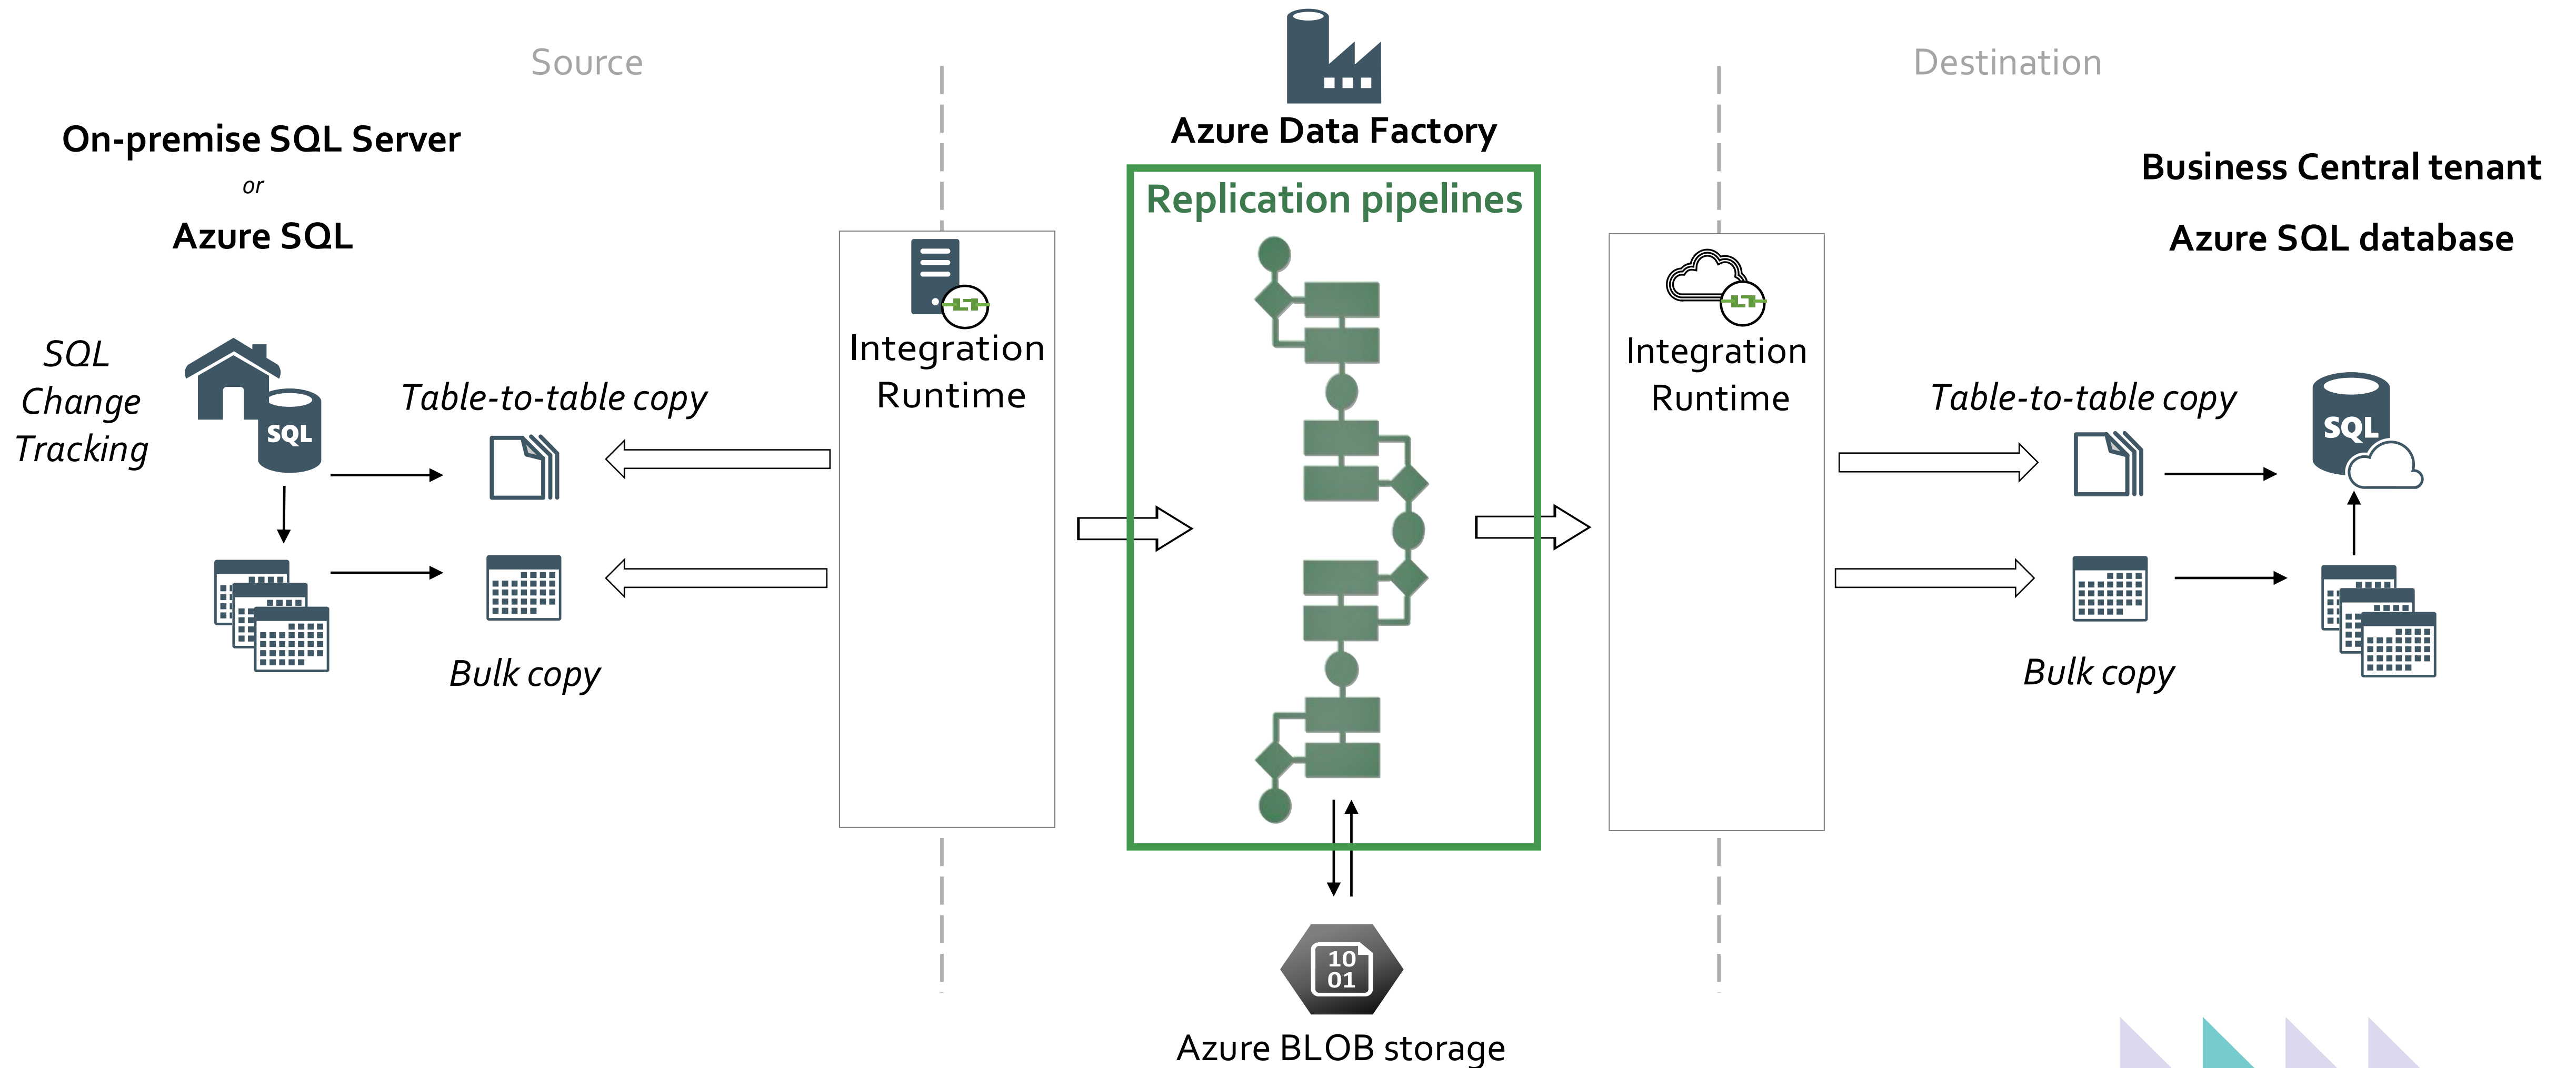 Source
Destination
On-premise SQL Server
or
Azure SQL
Azure Data Factory
Replication pipelines
Business Central tenant
Azure SQL database
SQL
Change
Tracking
SQL
Table-to-table copy
Bulk copy
Integration
Runtime
Integration
Runtime
Table-to-table copy
Bulk copy
SQL
10
01
Azure BLOB storage